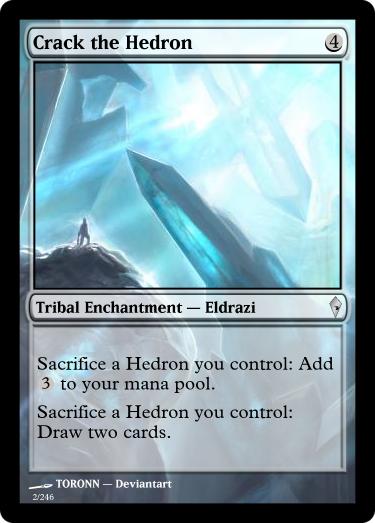 Crack the Hedron 4
Tribal Enchantment — Eldrazi
Sacrifice a Hedron you control: Add
3 to your mana pool.
Sacrifice a Hedron you control:
Draw two cards.
TORONN — Deviantart
2/246